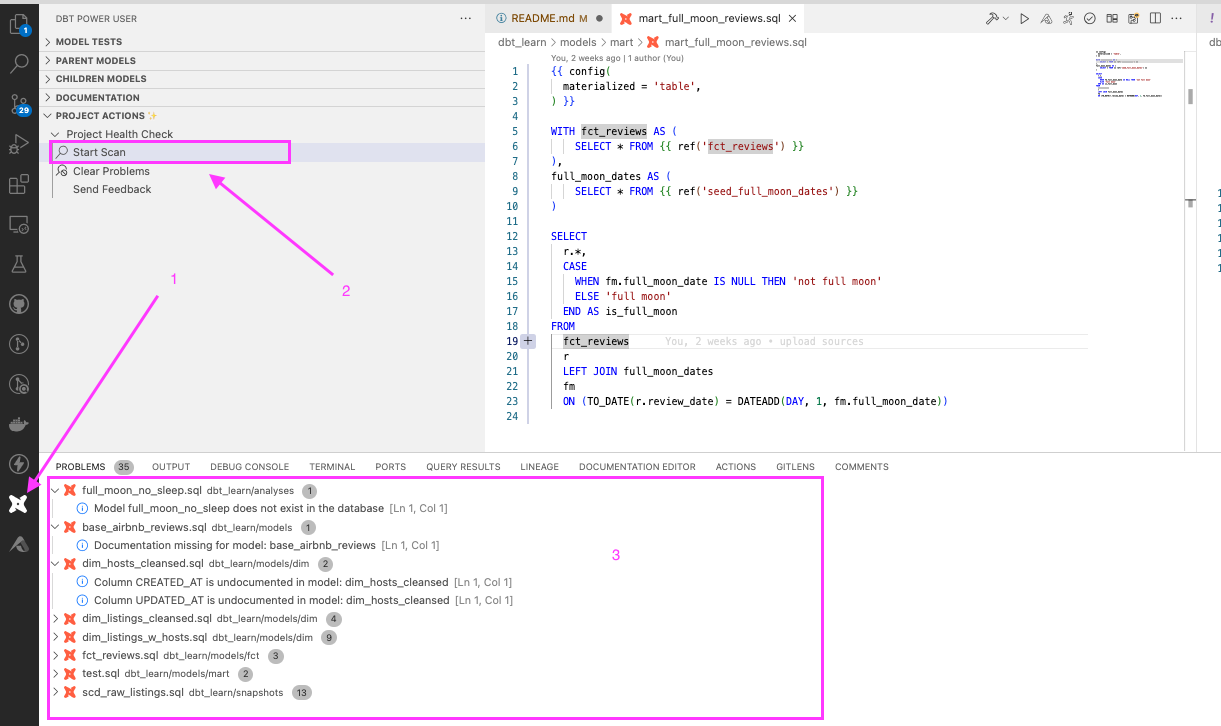 DBT POWER USER
MODEL TESTS
PARENT MODELS
CHILDREN MODELS
DOCUMENTATION
PROJECT ACTIONS ✨
Project Health Check
Start Scan
Clear Problems
Send Feedback
1
29
1
2
README.md M
mart_full_moon_reviews.sql
dbt_learn > models > mart > mart_full_moon_reviews.sql
You, 2 weeks ago | 1 author (You)
1 {{ config(
2 materialized = 'table',
3 ) }}
4
5 WITH fct_reviews AS (
6 SELECT * FROM {{ ref('fct_reviews') }}
7 ),
8 full_moon_dates AS (
9 SELECT * FROM {{ ref('seed_full_moon_dates') }}
10 )
11
12 SELECT
13 r.*,
14 CASE
15 WHEN fm.full_moon_date IS NULL THEN 'not full moon'
16 ELSE 'full moon'
17 END AS is_full_moon
18 FROM
19 fct_reviews You, 2 weeks ago • upload sources
20 r
21 LEFT JOIN full_moon_dates
22 fm
23 ON (TO_DATE(r.review_date) = DATEADD(DAY, 1, fm.full_moon_date))
24
db
PROBLEMS 35 OUTPUT DEBUG CONSOLE TERMINAL PORTS QUERY RESULTS LINEAGE DOCUMENTATION EDITOR ACTIONS GITLENS COMMENTS
full_moon_no_sleep.sql dbt_learn/analyses 1
Model full_moon_no_sleep does not exist in the database [Ln 1, Col 1]
base_airbnb_reviews.sql dbt_learn/models 1
Documentation missing for model: base_airbnb_reviews [Ln 1, Col 1]
dim_hosts_cleansed.sql dbt_learn/models/dim 2
Column CREATED_AT is undocumented in model: dim_hosts_cleansed [Ln 1, Col 1]
Column UPDATED_AT is undocumented in model: dim_hosts_cleansed [Ln 1, Col 1]
dim_listings_cleansed.sql dbt_learn/models/dim 4
dim_listings_w_hosts.sql dbt_learn/models/dim 9
fct_reviews.sql dbt_learn/models/fct 3
test.sql dbt_learn/models/mart 2
scd_raw_listings.sql dbt_learn/snapshots 13
3